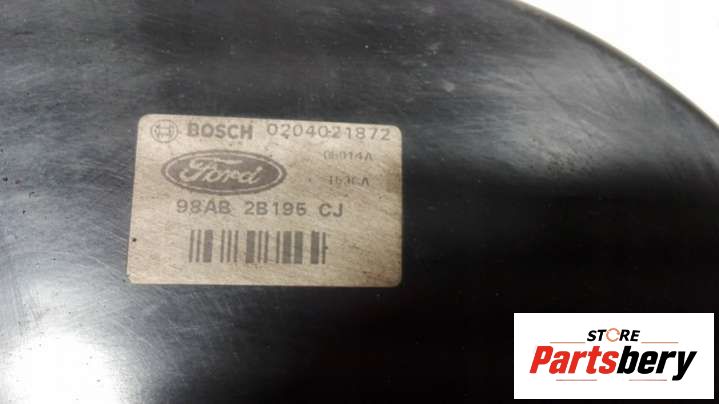 BOSCH 0204021872
Ford
98AB 2B195 CJ
STORE
Partsbery